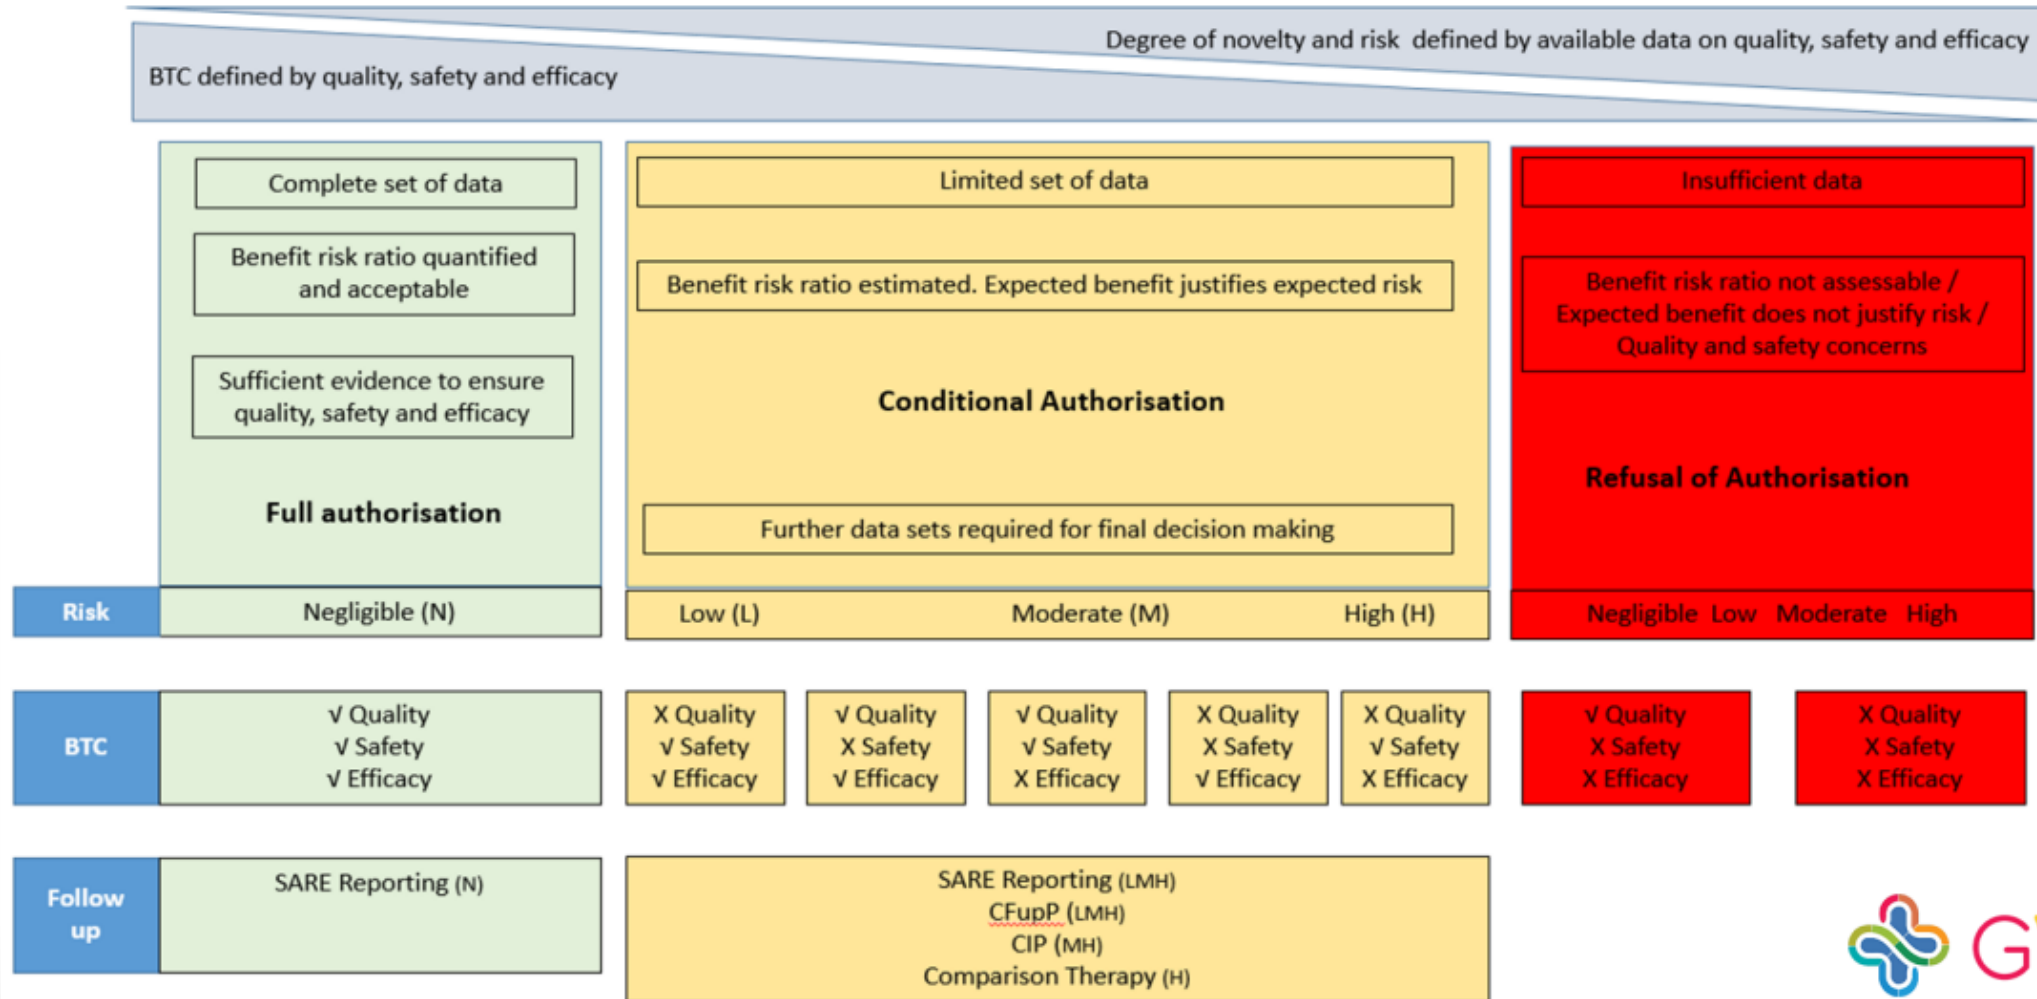 Degree of novelty and risk defined by available data on quality, safety and efficacy
BTC defined by quality, safety and efficacy
Complete set of data
Benefit risk ratio quantified
and acceptable
Sufficient evidence to ensure
quality, safety and efficacy
Full authorisation
Limited set of data
Benefit risk ratio estimated. Expected benefit justifies expected risk
Conditional Authorisation
Further data sets required for final decision making
Insufficient data
Benefit risk ratio not assessable /
Expected benefit does not justify risk /
Quality and safety concerns
Refusal of Authorisation
Risk
Negligible (N)
Low (L)
Moderate (M)
High (H)
Negligible Low Moderate High
BTC
√ Quality
√ Safety
√ Efficacy
X Quality
√ Safety
√ Efficacy
√ Quality
X Safety
√ Efficacy
√ Quality
√ Safety
X Efficacy
X Quality
X Safety
√ Efficacy
X Quality
√ Safety
X Efficacy
√ Quality
X Safety
X Efficacy
X Quality
X Safety
X Efficacy
Follow
up
SARE Reporting (N)
SARE Reporting (LMH)
CFupP (LMH)
CIP (MH)
Comparison Therapy (H)
G